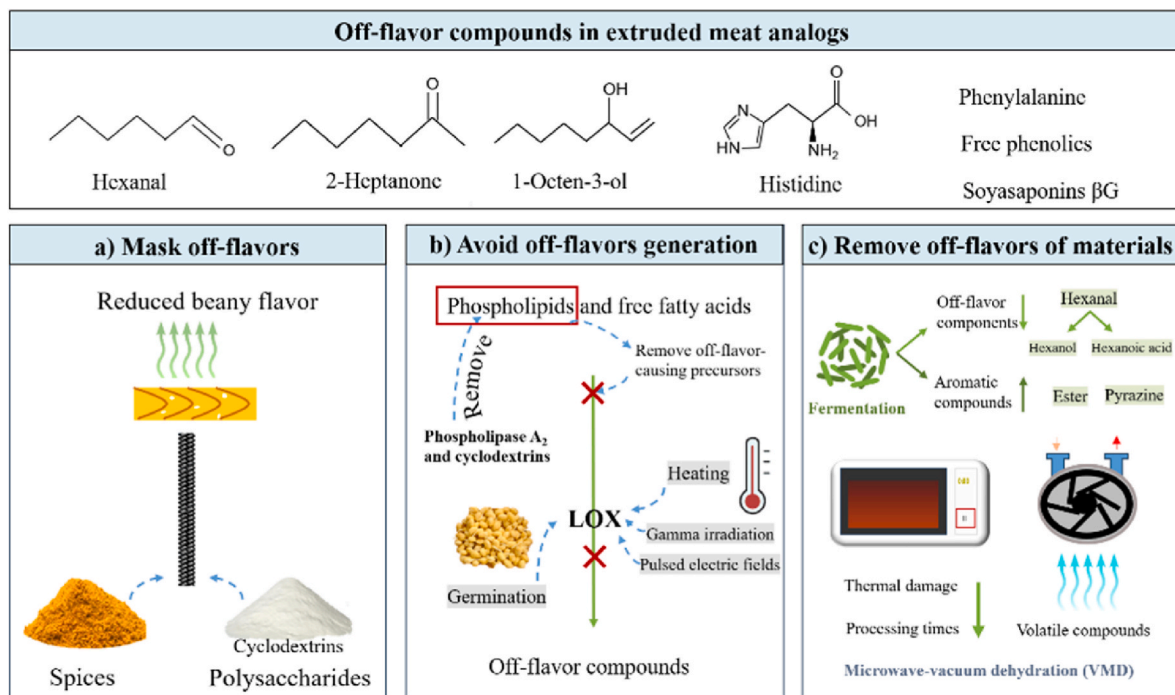 Off-flavor compounds in extruded meat analogs
O
OH
O
N
HN
O
OH
NH₂
Hexanal
2-Heptanone
1-Octen-3-ol
Histidine
Phenylalanine
Free phenolics
Soyasaponins βG
a) Mask off-flavors
Reduced beany flavor
Spices
Cyclodextrins
Polysaccharides
b) Avoid off-flavors generation
Phospholipids and free fatty acids
Remove
Remove off-flavor-
causing precursors
Phospholipase A₂
and cyclodextrins
Heating
LOX
Gamma irradiation
Pulsed electric fields
Germination
Off-flavor compounds
c) Remove off-flavors of materials
Off-flavor
components
Hexanal
Hexanol
Hexanoic acid
Fermentation
Aromatic
compounds
Ester
Pyrazine
Thermal damage
Processing times
Volatile compounds
Microwave-vacuum dehydration (VMD)